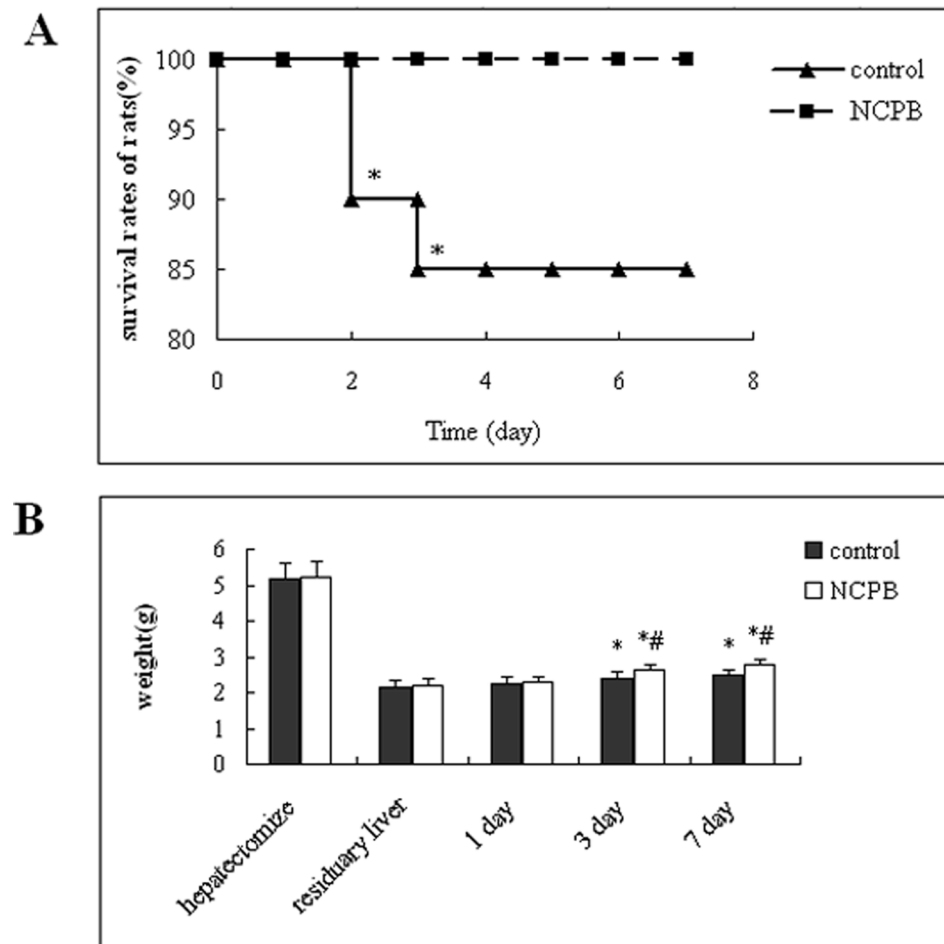 A
survival rates of rats(%)
100
95
90
85
80
*
*
0 2 4 6 8
Time (day)
control
NCPB
B
weight(g)
6
5
4
3
2
1
0
* *# * *#
hepatectomize
residuary liver
1 day
3 day
7 day
control
NCPB